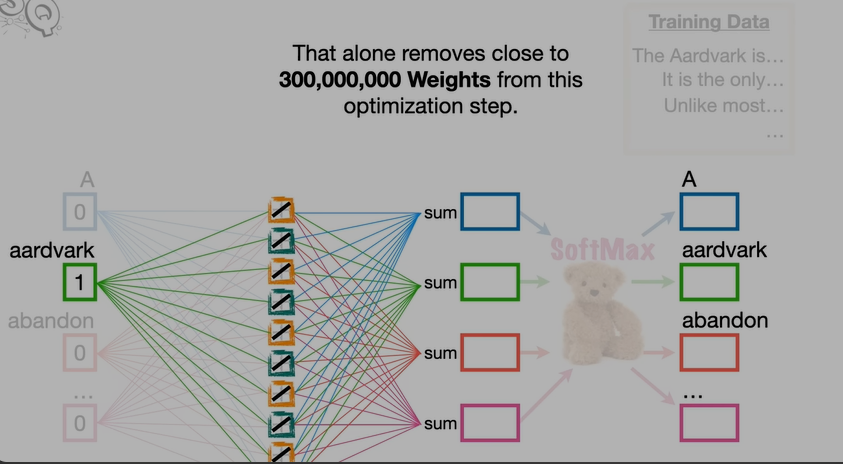 SQ
Training Data
The Aardvark is…
It is the only…
Unlike most…
…
That alone removes close to
300,000,000 Weights from this
optimization step.
A
0
aardvark
1
abandon
0
…
0
sum
sum
sum
sum
SoftMax
A
aardvark
abandon
…